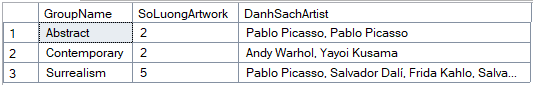 GroupName SoLuongArtwork DanhSachArtist
1 Abstract 2 Pablo Picasso, Pablo Picasso
2 Contemporary 2 Andy Warhol, Yayoi Kusama
3 Surrealism 5 Pablo Picasso, Salvador Dalí, Frida Kahlo, Salva...